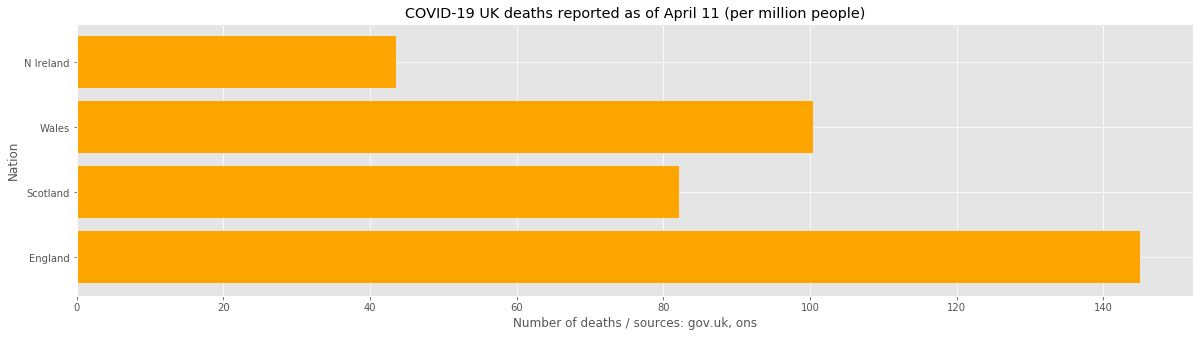 COVID-19 UK deaths reported as of April 11 (per million people)
N Ireland
Wales
Scotland
England
Nation
0 20 40 60 80 100 120 140
Number of deaths / sources: gov.uk, ons